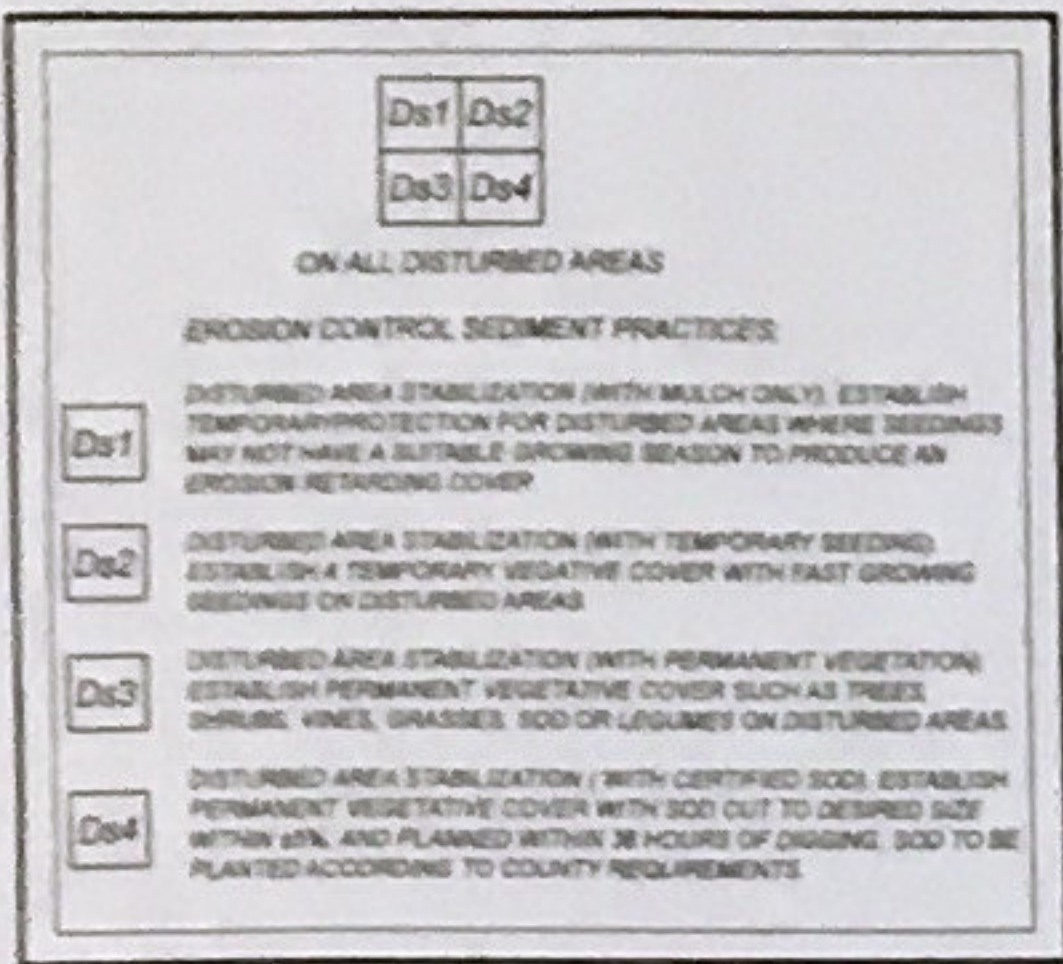 Ds1 Ds2
Ds3 Ds4
ON ALL DISTURBED AREAS
EROSION CONTROL SEDIMENT PRACTICES:
Ds1
DISTURBED AREA STABILIZATION (WITH MULCH ONLY). ESTABLISH
TEMPORARYPROTECTION FOR DISTURBED AREAS WHERE SEEDINGS
MAY NOT HAVE A SUITABLE GROWING SEASON TO PRODUCE AN
EROSION RETARDING COVER.
Ds2
DISTURBED AREA STABILIZATION (WITH TEMPORARY SEEDING).
ESTABLISH A TEMPORARY VEGATIVE COVER WITH FAST GROWING
SEEDINGS ON DISTURBED AREAS.
Ds3
DISTURBED AREA STABILIZATION (WITH PERMANENT VEGETATION).
ESTABLISH PERMANENT VEGETATIVE COVER SUCH AS TREES,
SHRUBS, VINES, GRASSES, SOD OR LEGUMES ON DISTURBED AREAS.
Ds4
DISTURBED AREA STABILIZATION ( WITH CERTIFIED SOD). ESTABLISH
PERMANENT VEGETATIVE COVER WITH SOD CUT TO DESIRED SIZE
WITHIN AND PLANNED WITHIN HOURS OF DIGGING. SOD TO BE
PLANTED ACCORDING TO COUNTY REQUIREMENTS.